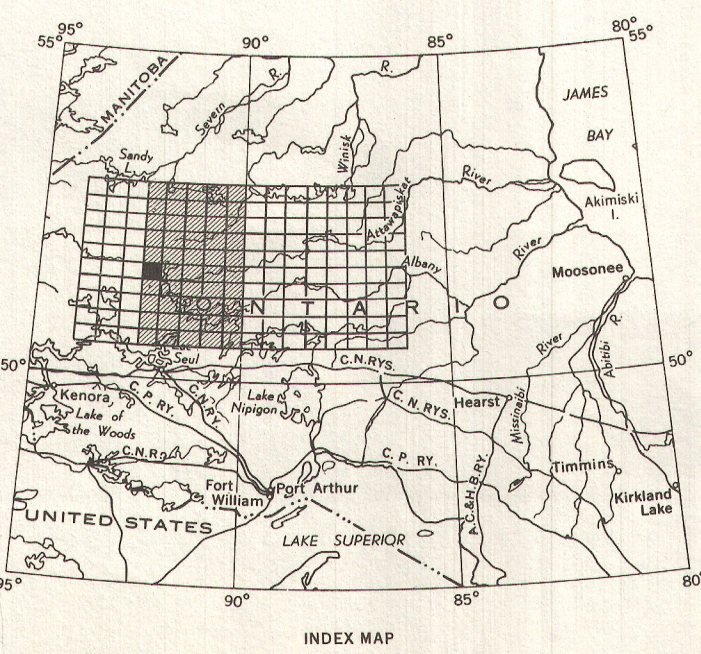 95°
55°
90°
85°
80°
55°
MANITOBA
Severn
R.
R.
JAMES
BAY
Sandy
L.
Winisk
River
Attawapiskat
Akimiski
I.
River
Albany
Moosonee
ONTARIO
River
Abitibi R.
50°
50°
Seul
C.N.RYS.
Kenora
C. P. RY.
C.N.RY
Lake
Nipigon
C. N. RYS.
Hearst
Missinaibi
Lake of
the Woods
C.N.R.
C. P. RY.
Timmins
Fort
William
Port Arthur
Kirkland
Lake
A.C.& H.B.RY.
UNITED STATES
LAKE SUPERIOR
95°
90°
85°
80°
INDEX MAP